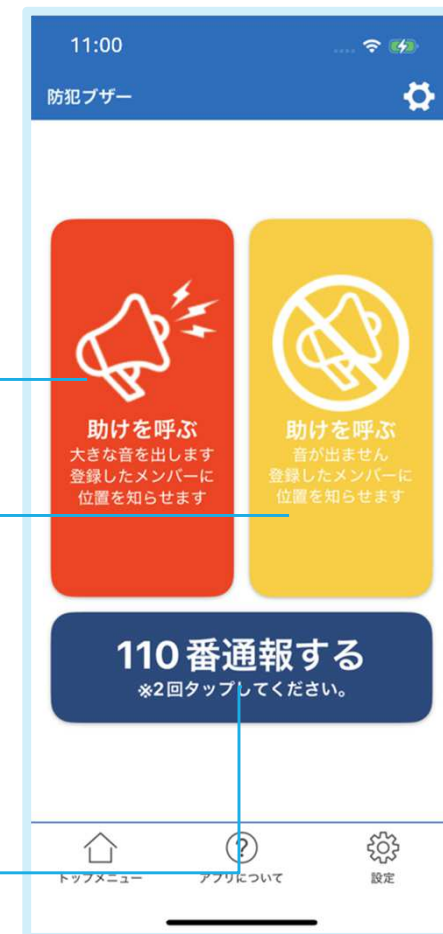 11:00
防犯ブザー
助けを呼ぶ
大きな音を出します
登録したメンバーに
位置を知らせます
助けを呼ぶ
音が出ません
登録したメンバーに
位置を知らせます
110番通報する
※2回タップしてください。
トップメニュー
アプリについて
設定